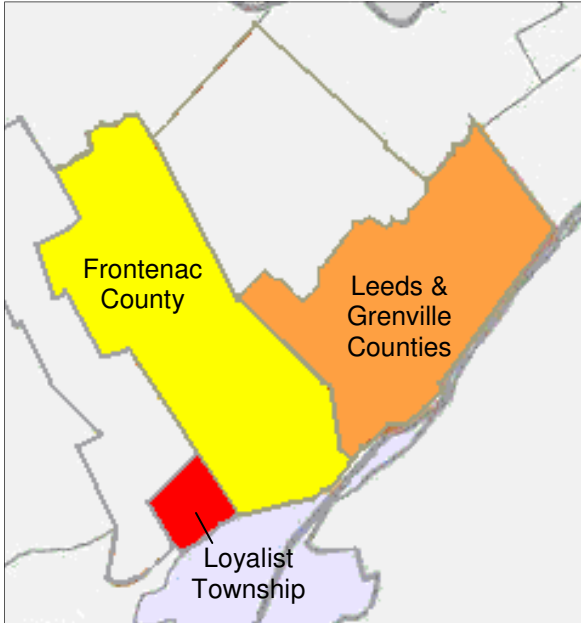 Frontenac
County
Leeds &
Grenville
Counties
Loyalist
Township